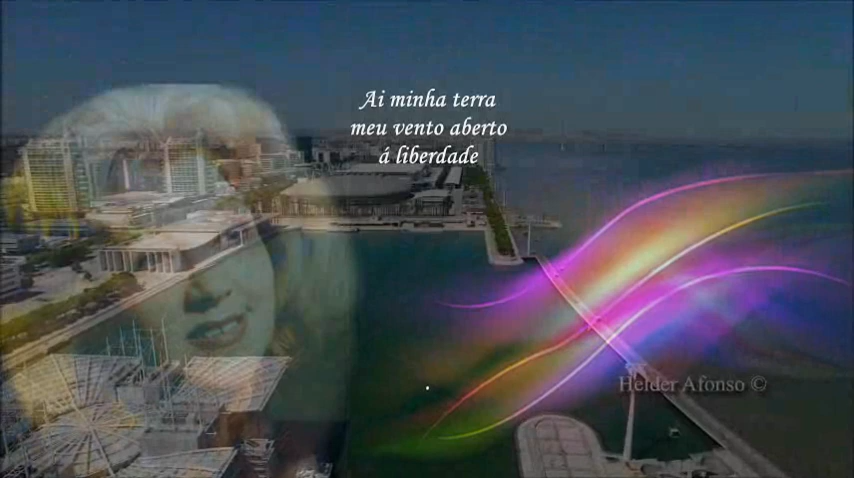 Ai minha terra
meu vento aberto
á liberdade
Helder Afonso ©